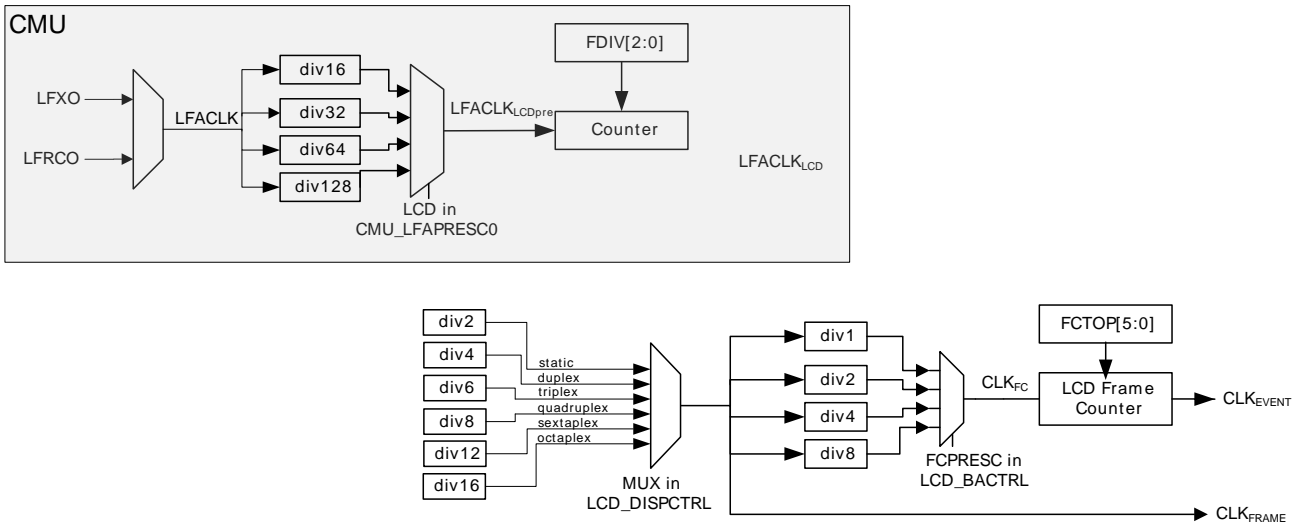 CMU
FDIV[2:0]
LFXO
LFRCO
LFACLK
div16
div32
div64
div128
LFACLKLCDpre
Counter
LFACLKLCD
LCD in
CMU_LFAPRESC0
div2
div4
div6
div8
div12
div16
static
duplex
triplex
quadruplex
sextaplex
octaplex
MUX in
LCD_DISPCTRL
div1
div2
div4
div8
FCPRESC in
LCD_BACTRL
CLKFC
FCTOP[5:0]
LCD Frame
Counter
CLKEVENT
CLKFRAME